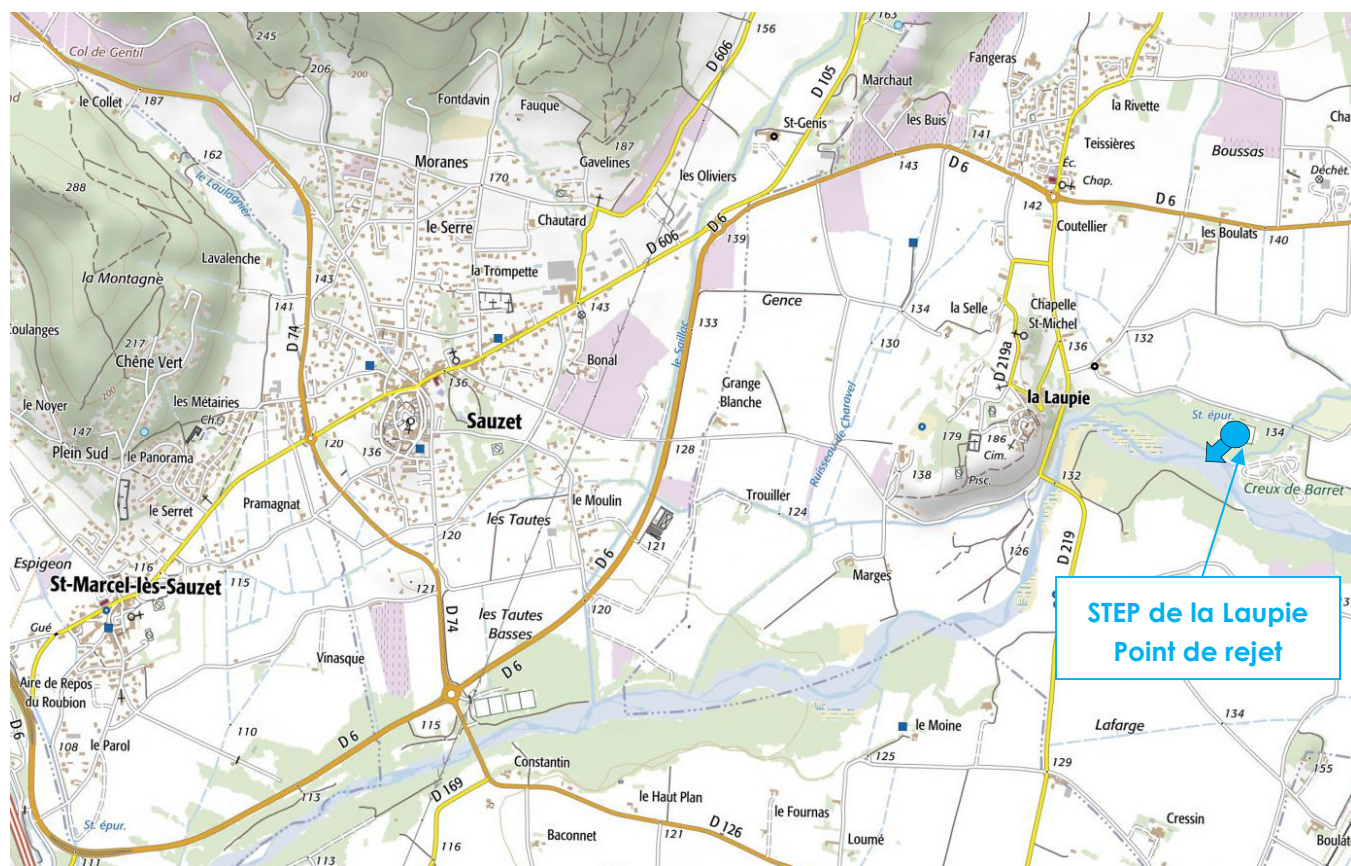 245
156
163
Col de Gentil
206
200
D 606
D 105
Fangeras
le Collet
187
Fontdavin
Fauque
Marchaut
la Rivette
St-Genis
les Buis
141
162
187
Moranes
Gavelines
143
D 6
Teissières
Boussas
288
le Laulagnier
170
les Oliviers
Éc.
Chap.
Déchèt.
le Serre
Chautard
D 606
D 6
142
D 6
Coutellier
les Boulats
140
Lavalenche
139
la Montagne
143
la Trompette
141
143
Gence
134
la Selle
Chapelle
St-Michel
132
217
D 74
le Saillac
133
130
136
Chêne Vert
200
Bonal
D 219a
136
Grange
Blanche
le Noyer
les Métairies
Ch.
la Laupie
Ruisseau de Charavel
147
Sauzet
St. épur.
134
Plein Sud
le Panorama
120
136
128
179
186
Cim.
138
132
Creux de Barret
Pramagnat
le Moulin
Trouiller
124
Pisc.
le Serret
les Tautes
120
121
126
D 219
Espigeon
116
115
D 6
Marges
St-Marcel-lès-Sauzet
121
les Tautes
Basses
120
STEP de la Laupie
Point de rejet
Gué
D 74
Vinasque
D 6
Aire de Repos
du Roubion
115
le Moine
Lafarge
134
D 6
108
le Parol
110
D 6
125
129
155
Constantin
D 169
113
le Haut Plan
le Fournas
St. épur.
121
D 126
Cressin
Baconnet
Loumé
111
113
116